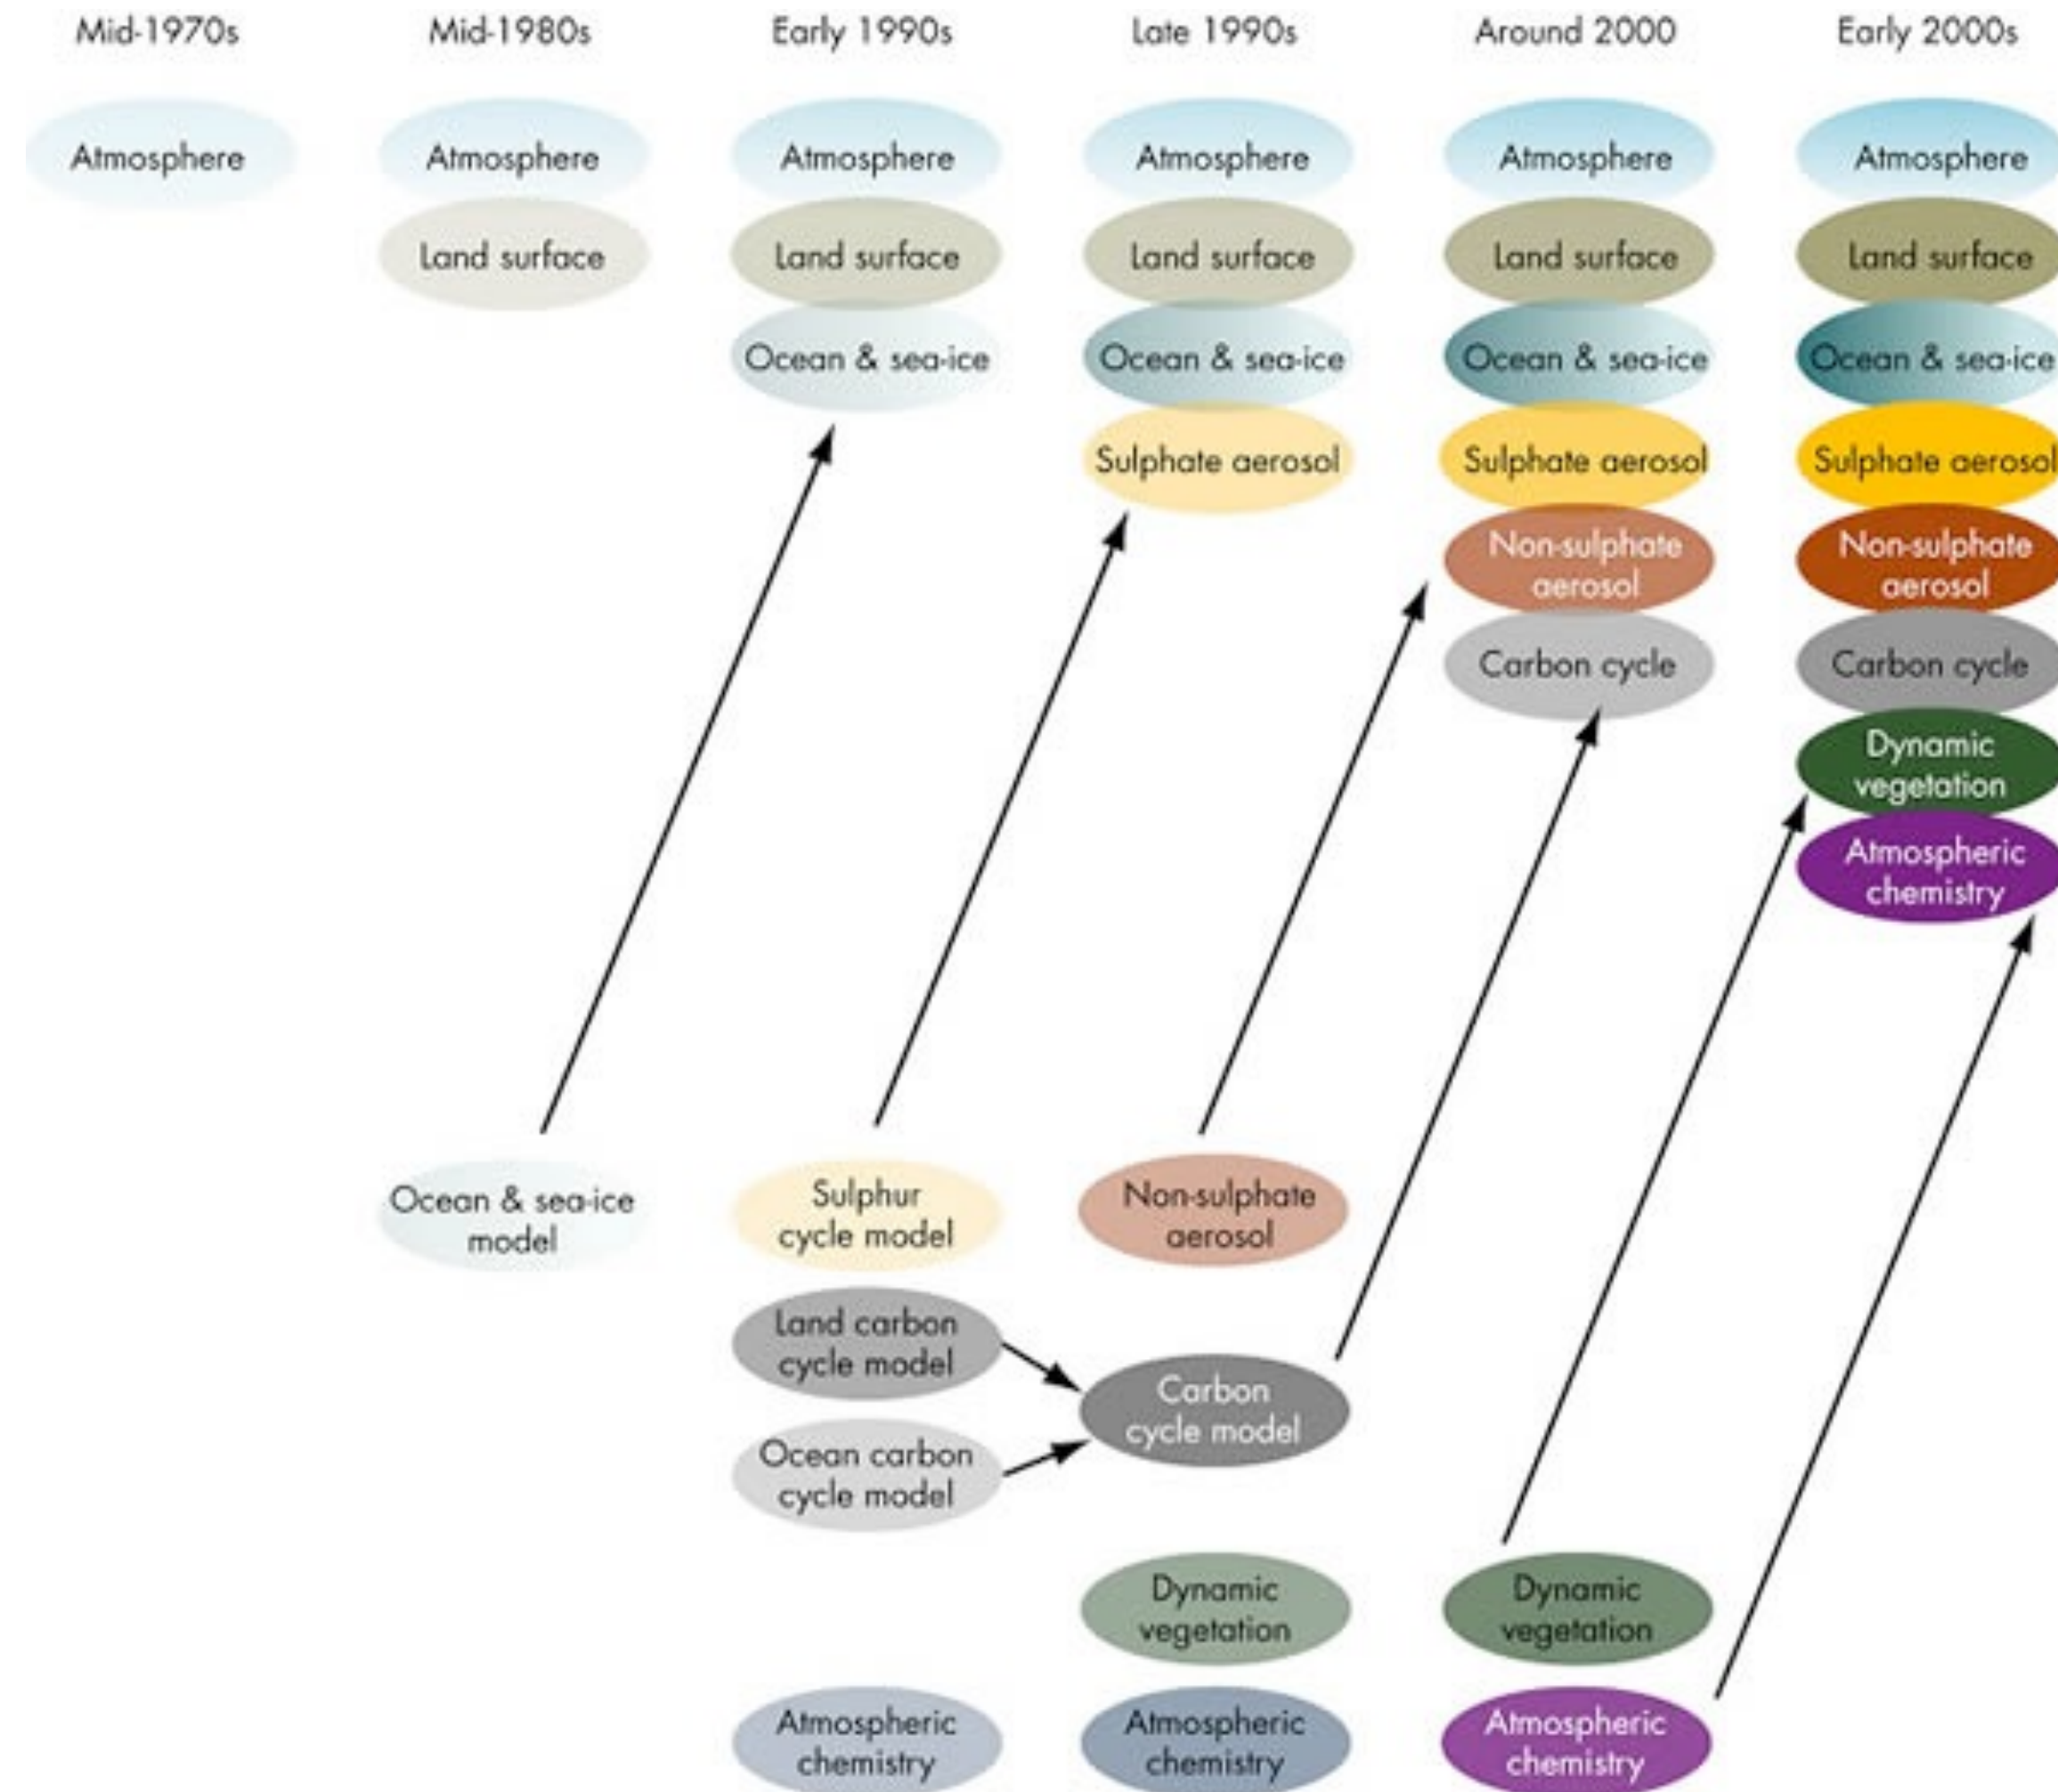 Mid-1970s
Mid-1980s
Early 1990s
Late 1990s
Around 2000
Early 2000s
Atmosphere
Atmosphere
Atmosphere
Atmosphere
Atmosphere
Atmosphere
Land surface
Land surface
Land surface
Land surface
Land surface
Ocean & sea-ice
Ocean & sea-ice
Ocean & sea-ice
Ocean & sea-ice
Sulphate aerosol
Sulphate aerosol
Sulphate aerosol
Non-sulphate
aerosol
Non-sulphate
aerosol
Carbon cycle
Carbon cycle
Dynamic
vegetation
Atmospheric
chemistry
Ocean & sea-ice
model
Sulphur
cycle model
Non-sulphate
aerosol
Land carbon
cycle model
Carbon
cycle model
Ocean carbon
cycle model
Dynamic
vegetation
Dynamic
vegetation
Atmospheric
chemistry
Atmospheric
chemistry
Atmospheric
chemistry